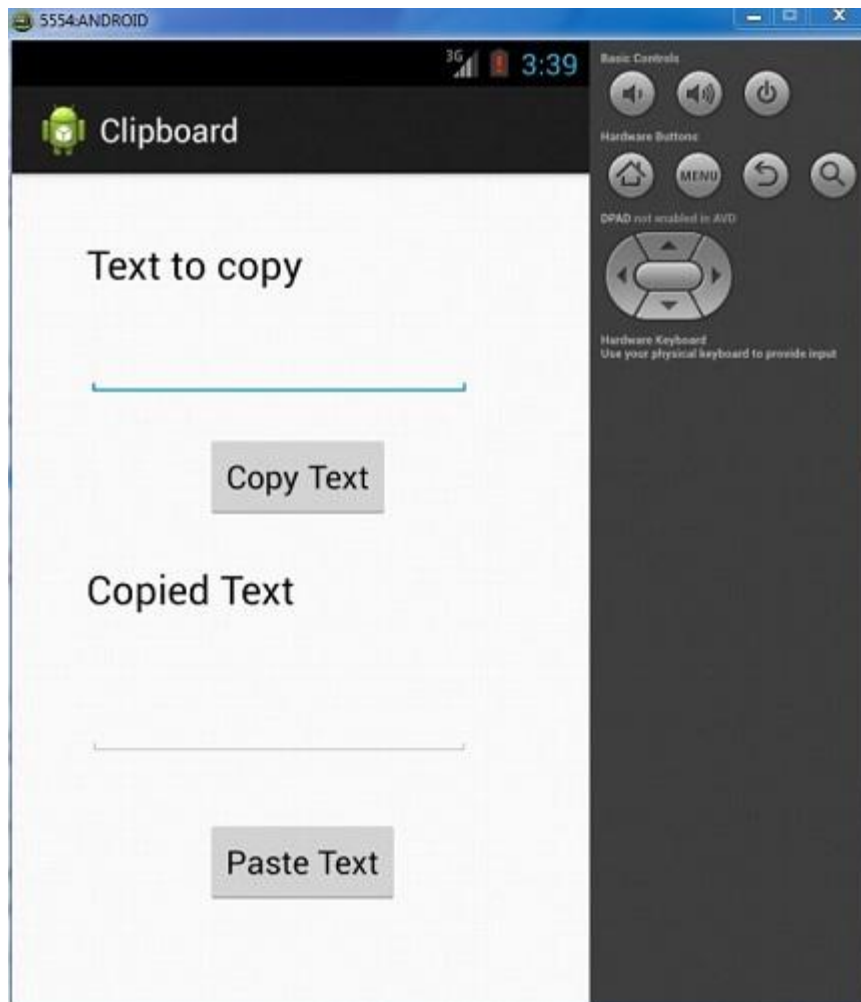 5554:ANDROID
3G 3:39
Clipboard
Text to copy
Copy Text
Copied Text
Paste Text
Basic Controls
Hardware Buttons
MENU
DPAD not enabled in AVD
Hardware Keyboard
Use your physical keyboard to provide input